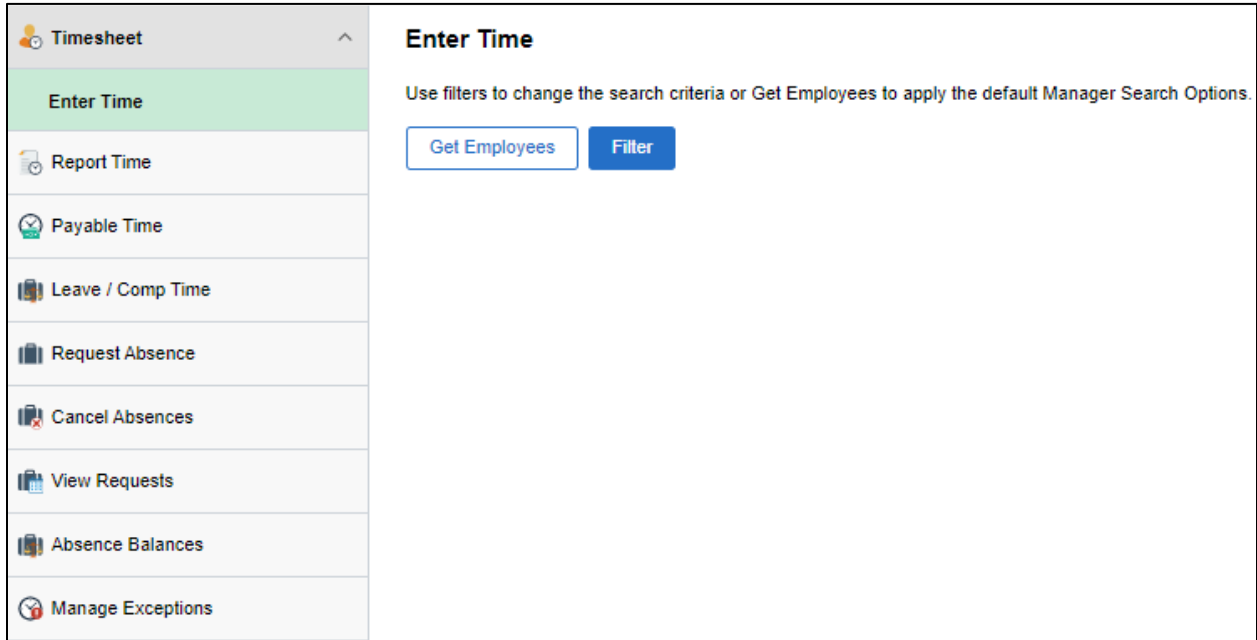 Timesheet
Enter Time
Report Time
Payable Time
Leave / Comp Time
Request Absence
Cancel Absences
View Requests
Absence Balances
Manage Exceptions
Enter Time
Use filters to change the search criteria or Get Employees to apply the default Manager Search Options.
Get Employees Filter